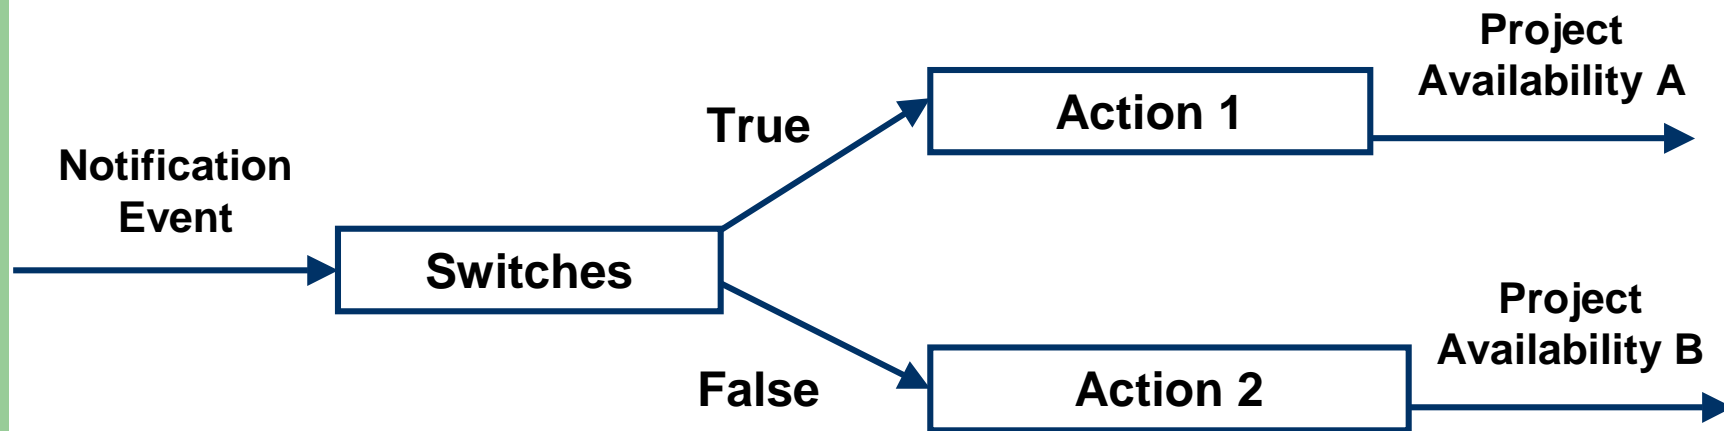 Project
Availability A
True
Action 1
Notification
Event
Switches
Project
Availability B
False
Action 2